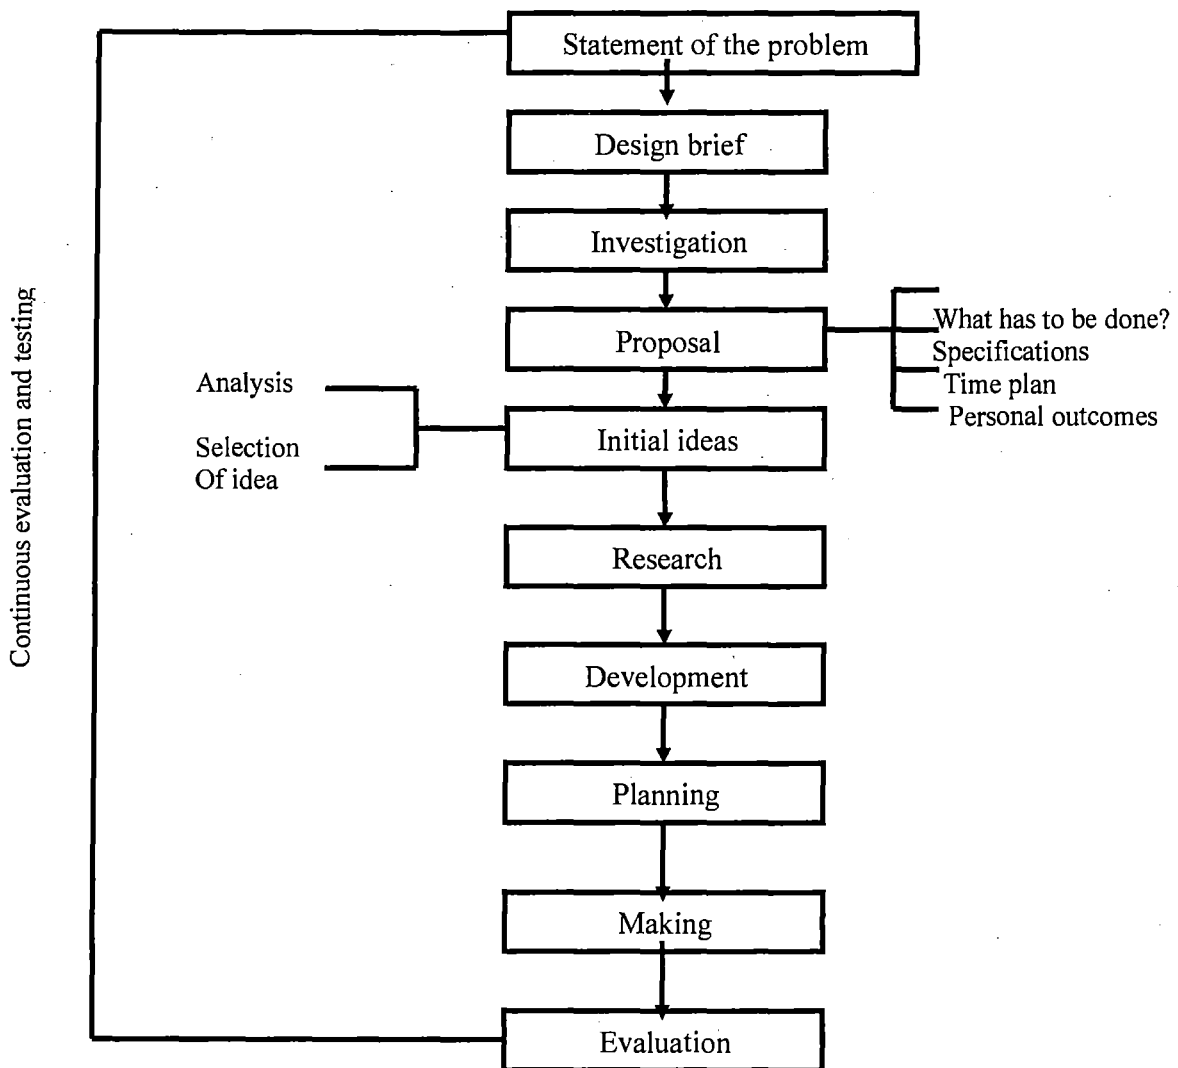 Statement of the problem
Design brief
Investigation
Proposal
What has to be done?
Specifications
Time plan
Personal outcomes
Analysis
Selection
Of idea
Initial ideas
Research
Development
Planning
Making
Evaluation
Continuous evaluation and testing